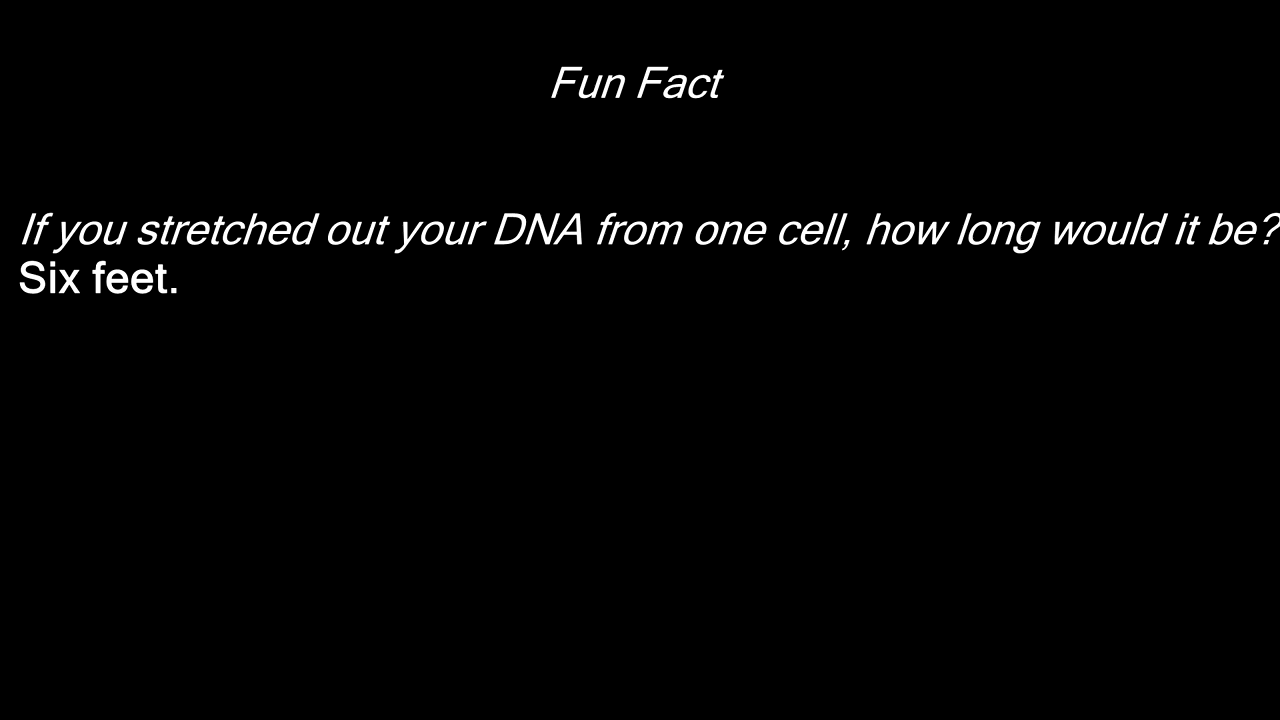 Fun Fact
If you stretched out your DNA from one cell, how long would it be?
Six feet.